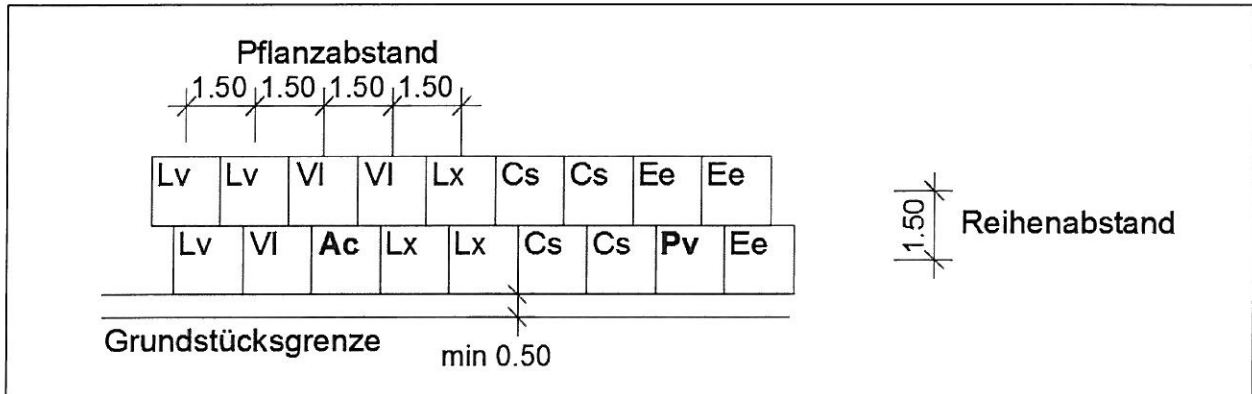 Pflanzabstand
1.50 1.50 1.50 1.50
Lv Lv Vl Vl Lx Cs Cs Ee Ee
1.50 Reihenabstand
Lv Vl Ac Lx Lx Cs Cs Pv Ee
Grundstücksgrenze
min 0.50